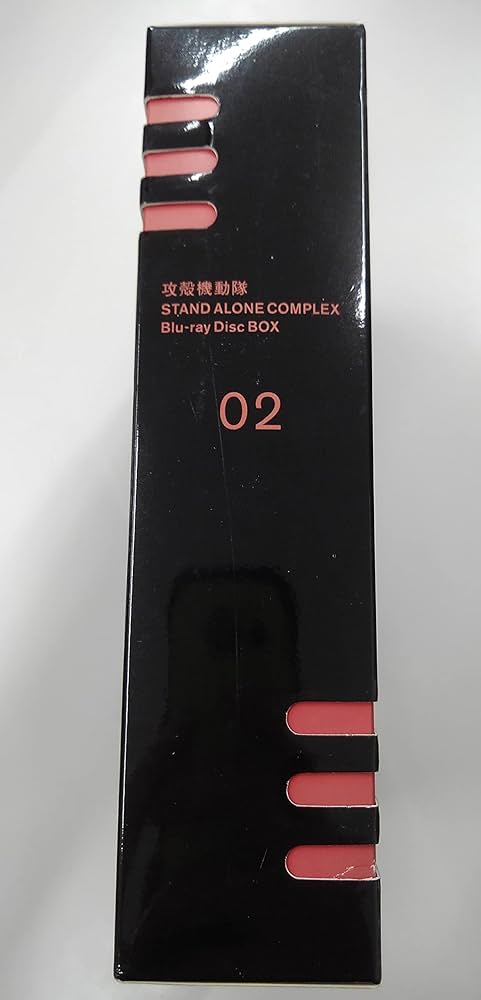 攻殻機動隊
STAND ALONE COMPLEX
Blu-ray Disc BOX
02